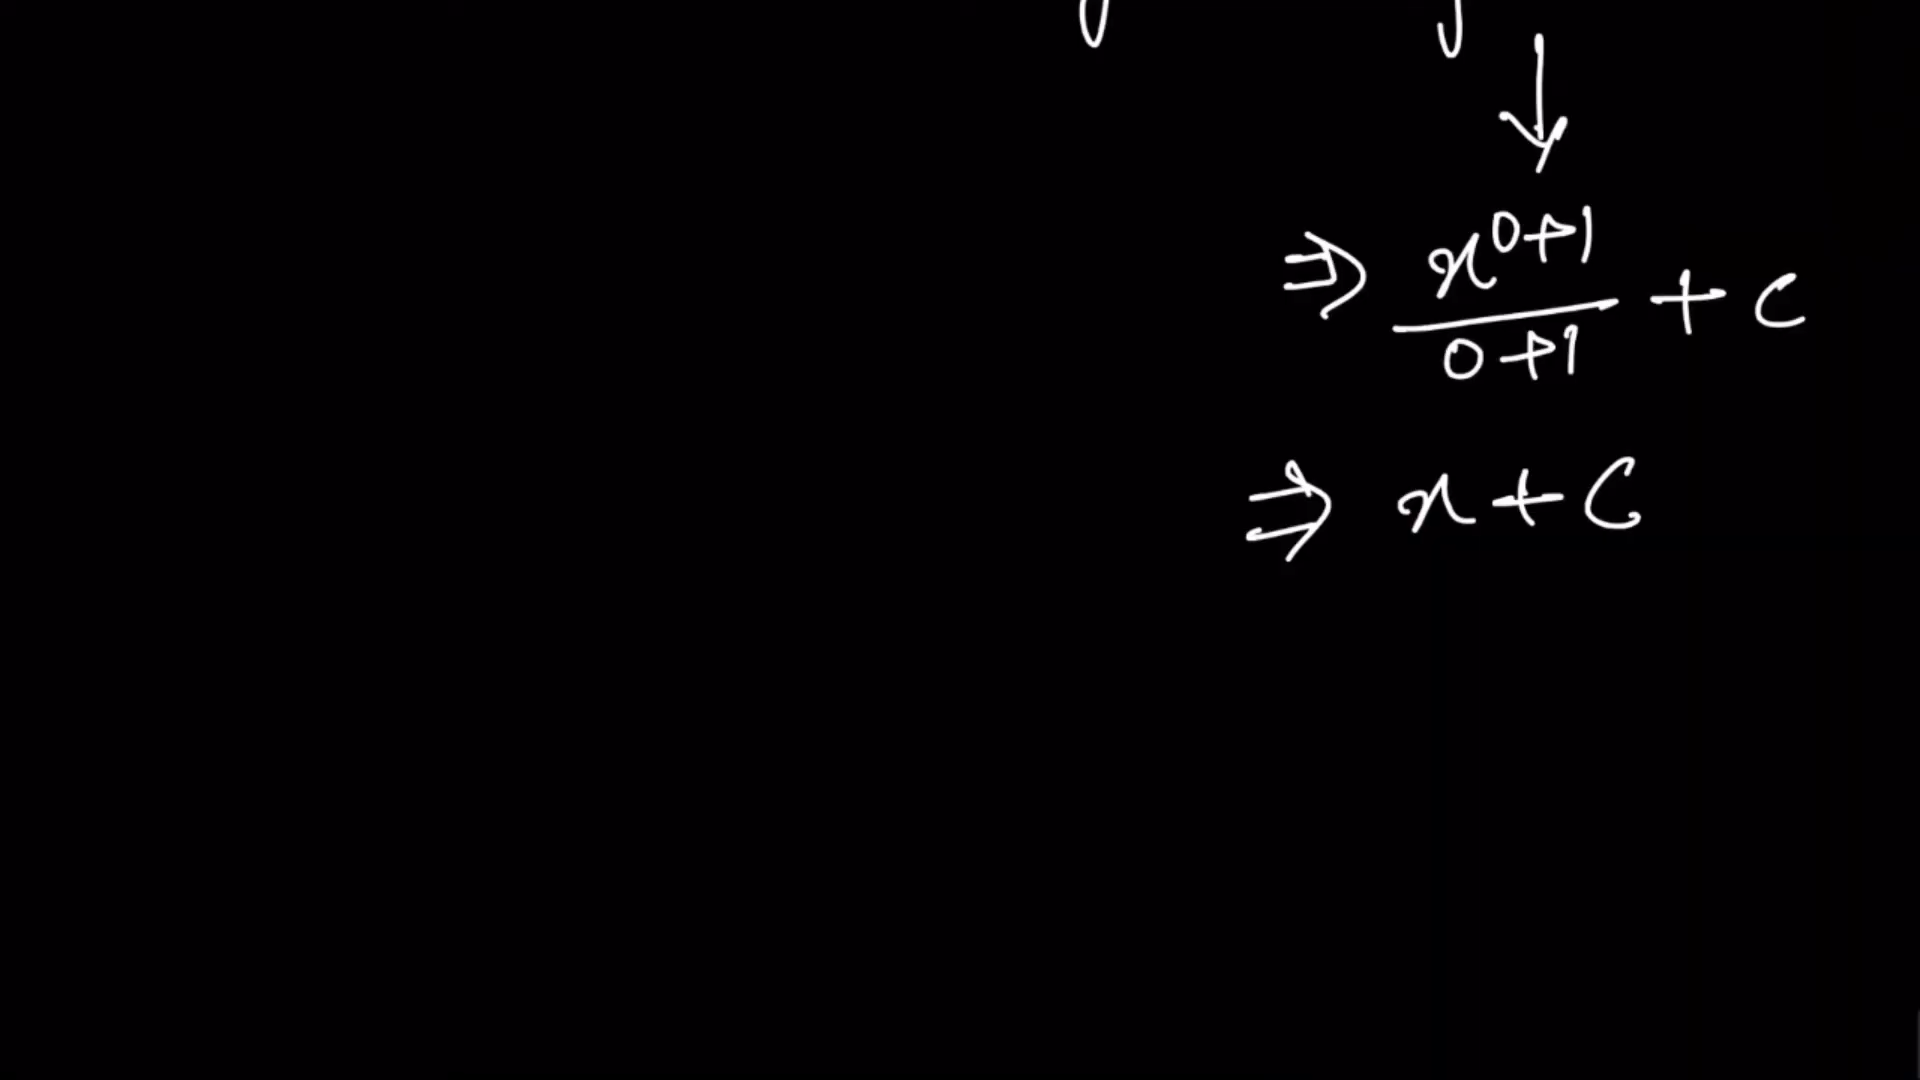 ⇒ x^{0+1}/0+1 + C
⇒ x + C